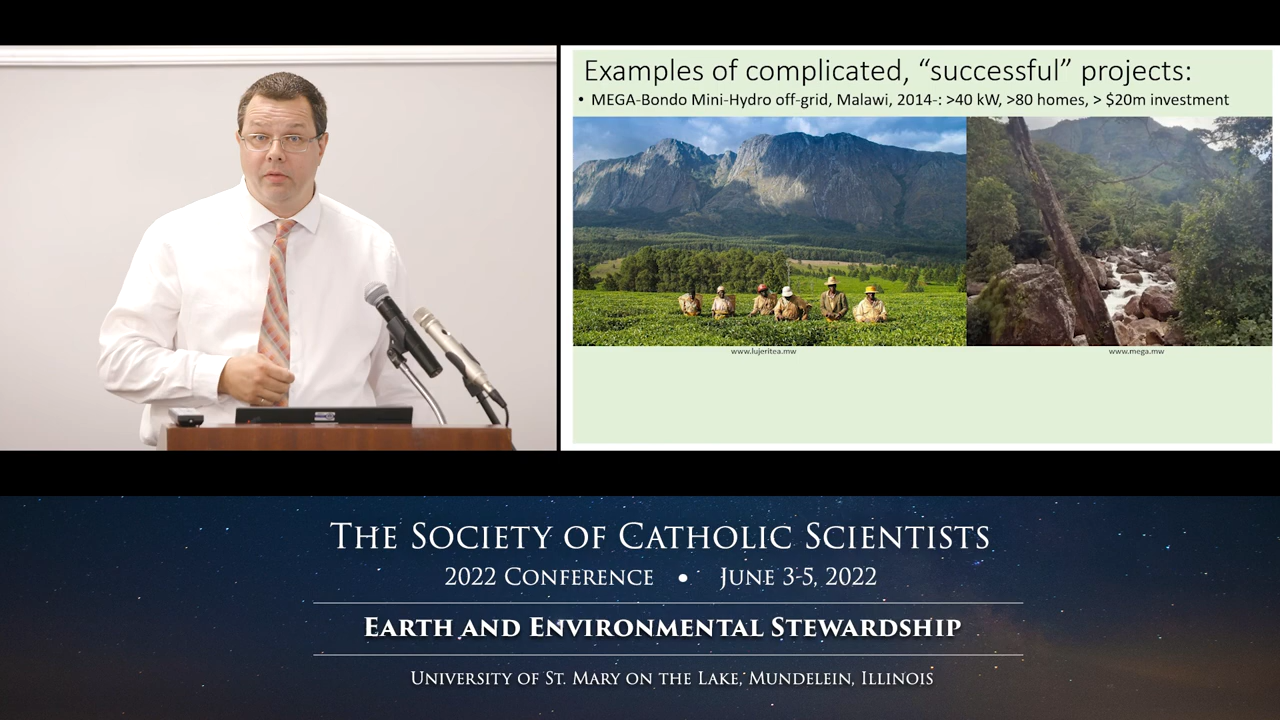 Examples of complicated, “successful” projects:
• MEGA-Bondo Mini-Hydro off-grid, Malawi, 2014-: >40 kW, >80 homes, > $20m investment
www.lujeritea.mw
www.mega.mw
The Society of Catholic Scientists
2022 Conference • June 3-5, 2022
Earth and Environmental Stewardship
University of St. Mary on the Lake, Mundelein, Illinois